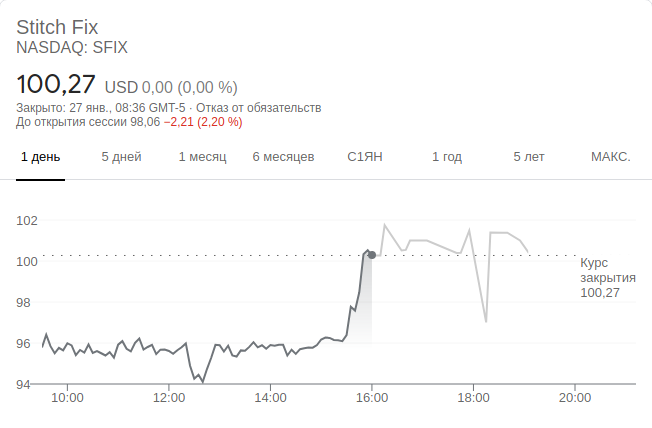 Stitch Fix
NASDAQ: SFIX
100,27 USD 0,00 (0,00 %)
Закрыто: 27 янв., 08:36 GMT-5 · Отказ от обязательств
До открытия сессии 98,06 −2,21 (2,20 %)
1 день 5 дней 1 месяц 6 месяцев С1ЯН 1 год 5 лет МАКС.
102
100
98
96
94
Курс
закрытия
100,27
10:00 12:00 14:00 16:00 18:00 20:00